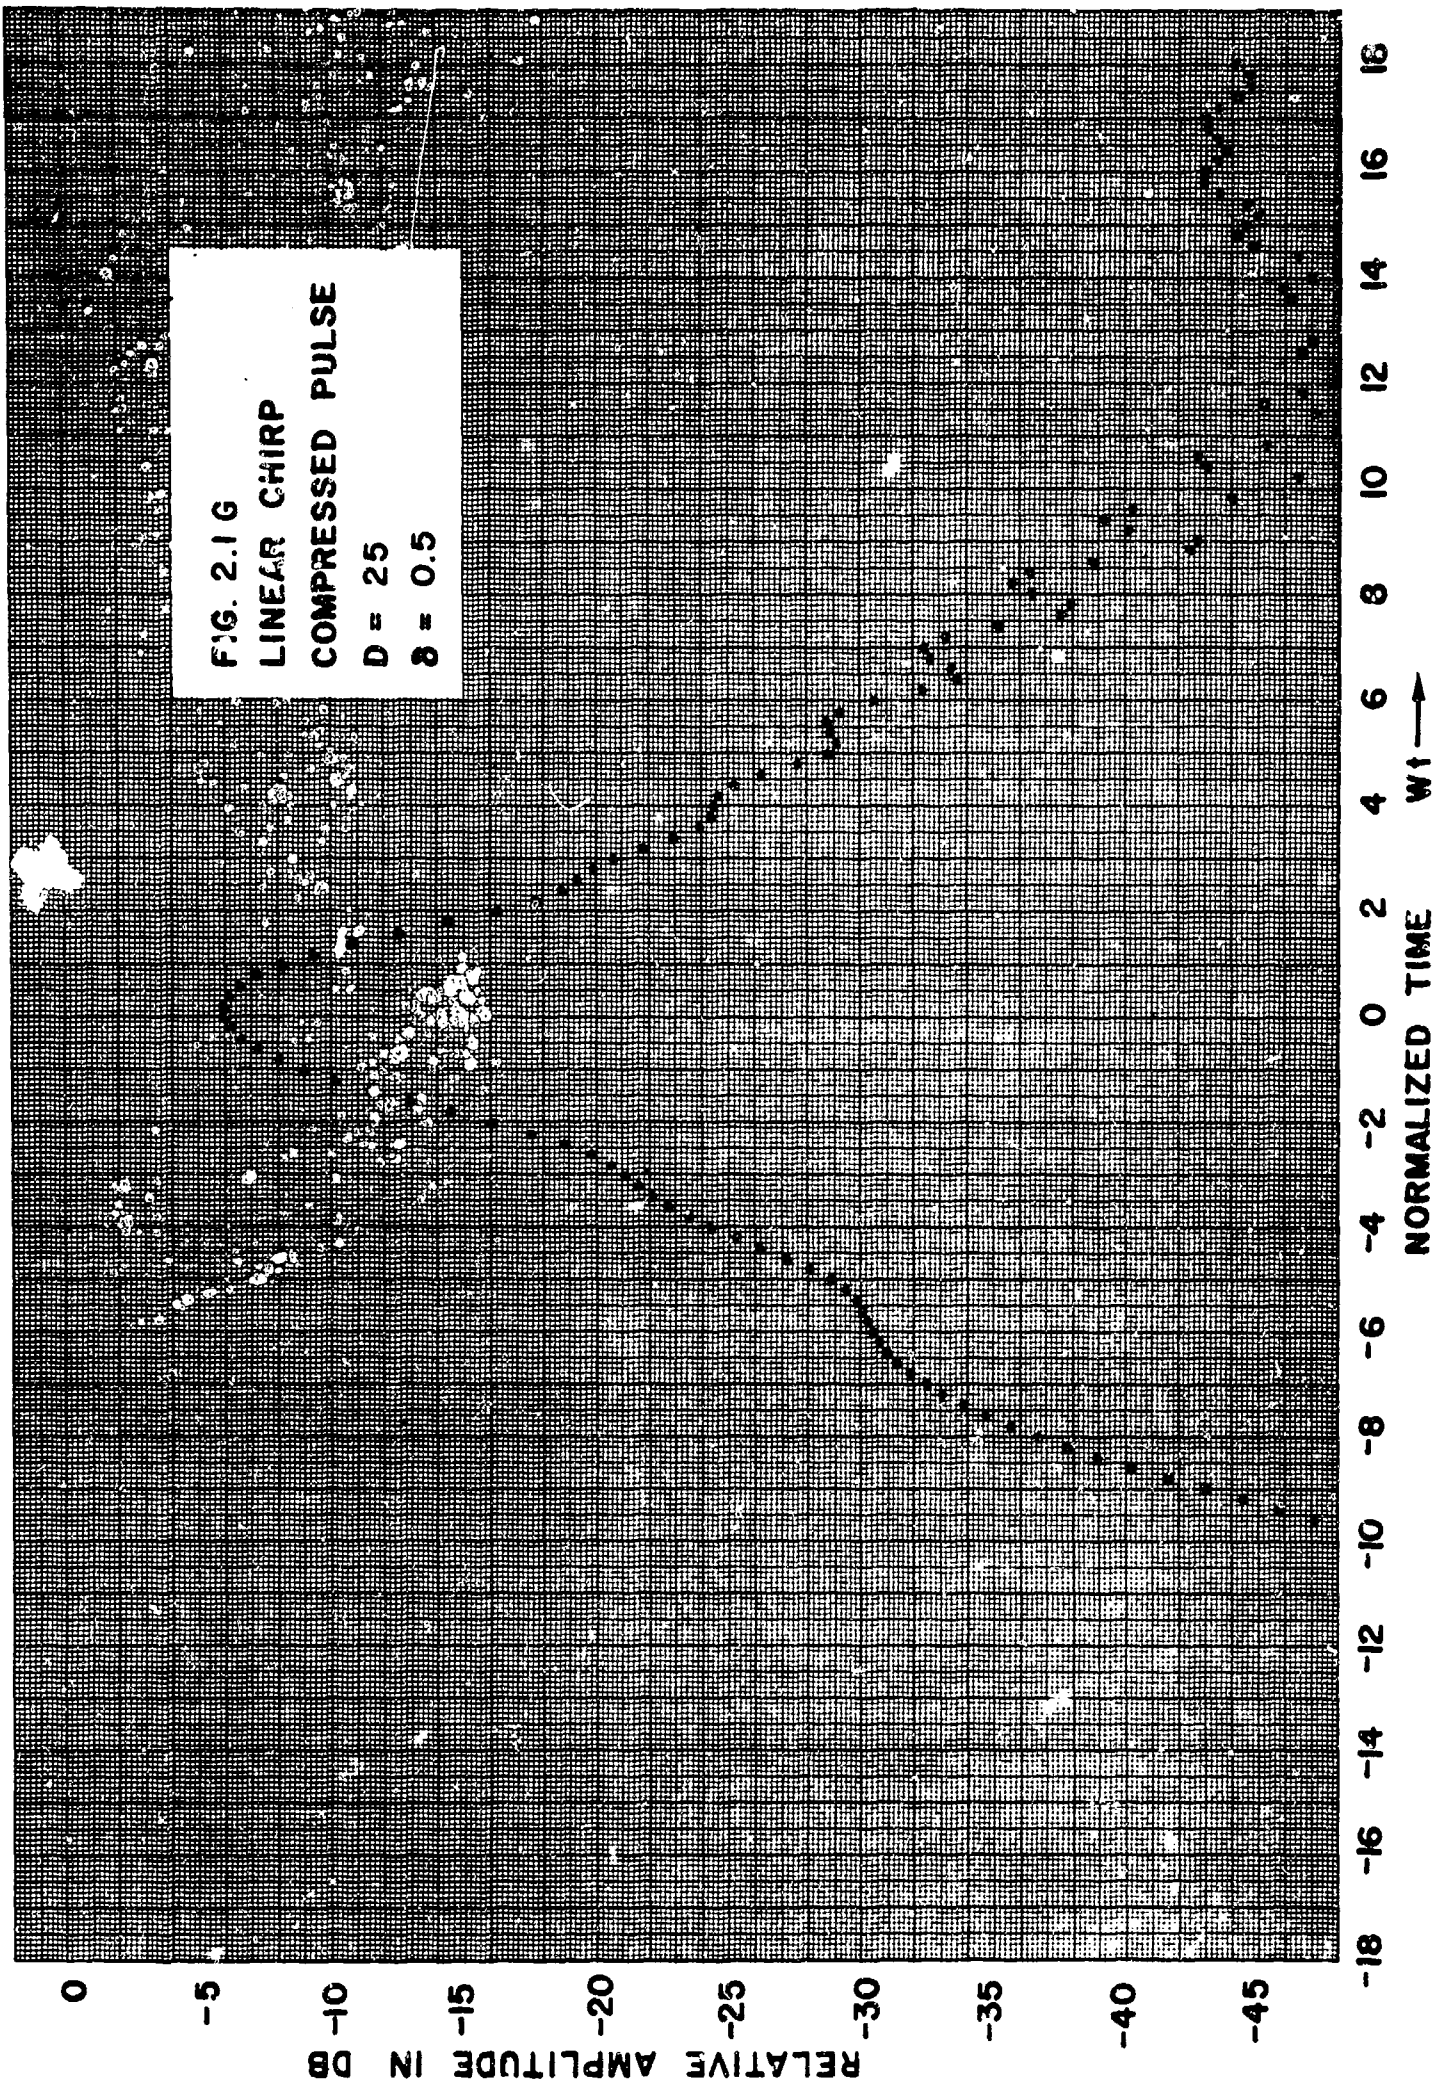 FIG. 2.1 G
LINEAR CHIRP
COMPRESSED PULSE
D = 25
δ = 0.5
0
-5
-10
-15
-20
-25
-30
-35
-40
-45
RELATIVE AMPLITUDE IN DB
-18 -16 -14 -12 -10 -8 -6 -4 -2 0 2 4 6 8 10 12 14 16 18
NORMALIZED TIME Wt →